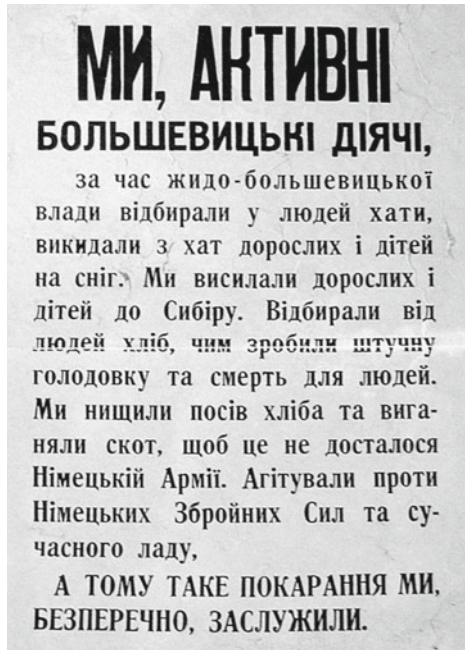 МИ, АКТИВНІ
БОЛЬШЕВИЦЬКІ ДІЯЧІ,
за час жидо-большевицької
влади відбирали у людей хати,
викидали з хат дорослих і дітей
на сніг. Ми висилали дорослих і
дітей до Сибіру. Відбирали від
людей хліб, чим зробили штучну
голодовку та смерть для людей.
Ми нищили посів хліба та вига-
няли скот, щоб це не досталося
Німецькій Армії. Агітували проти
Німецьких Збройних Сил та су-
часного ладу,
А ТОМУ ТАКЕ ПОКАРАННЯ МИ,
БЕЗПЕРЕЧНО, ЗАСЛУЖИЛИ.